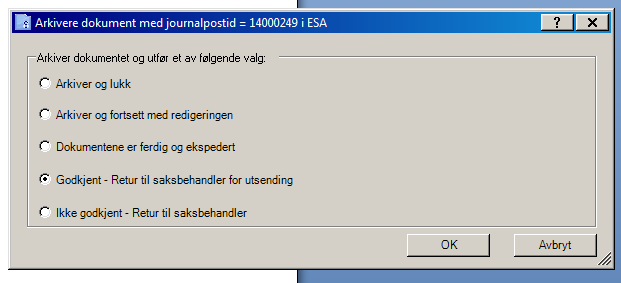 Arkivere dokument med journalpostid = 14000249 i ESA
Arkiver dokumentet og utfør et av følgende valg:
Arkiver og lukk
Arkiver og fortsett med redigeringen
Dokumentene er ferdig og ekspedert
Godkjent - Retur til saksbehandler for utsending
Ikke godkjent - Retur til saksbehandler
OK Avbryt